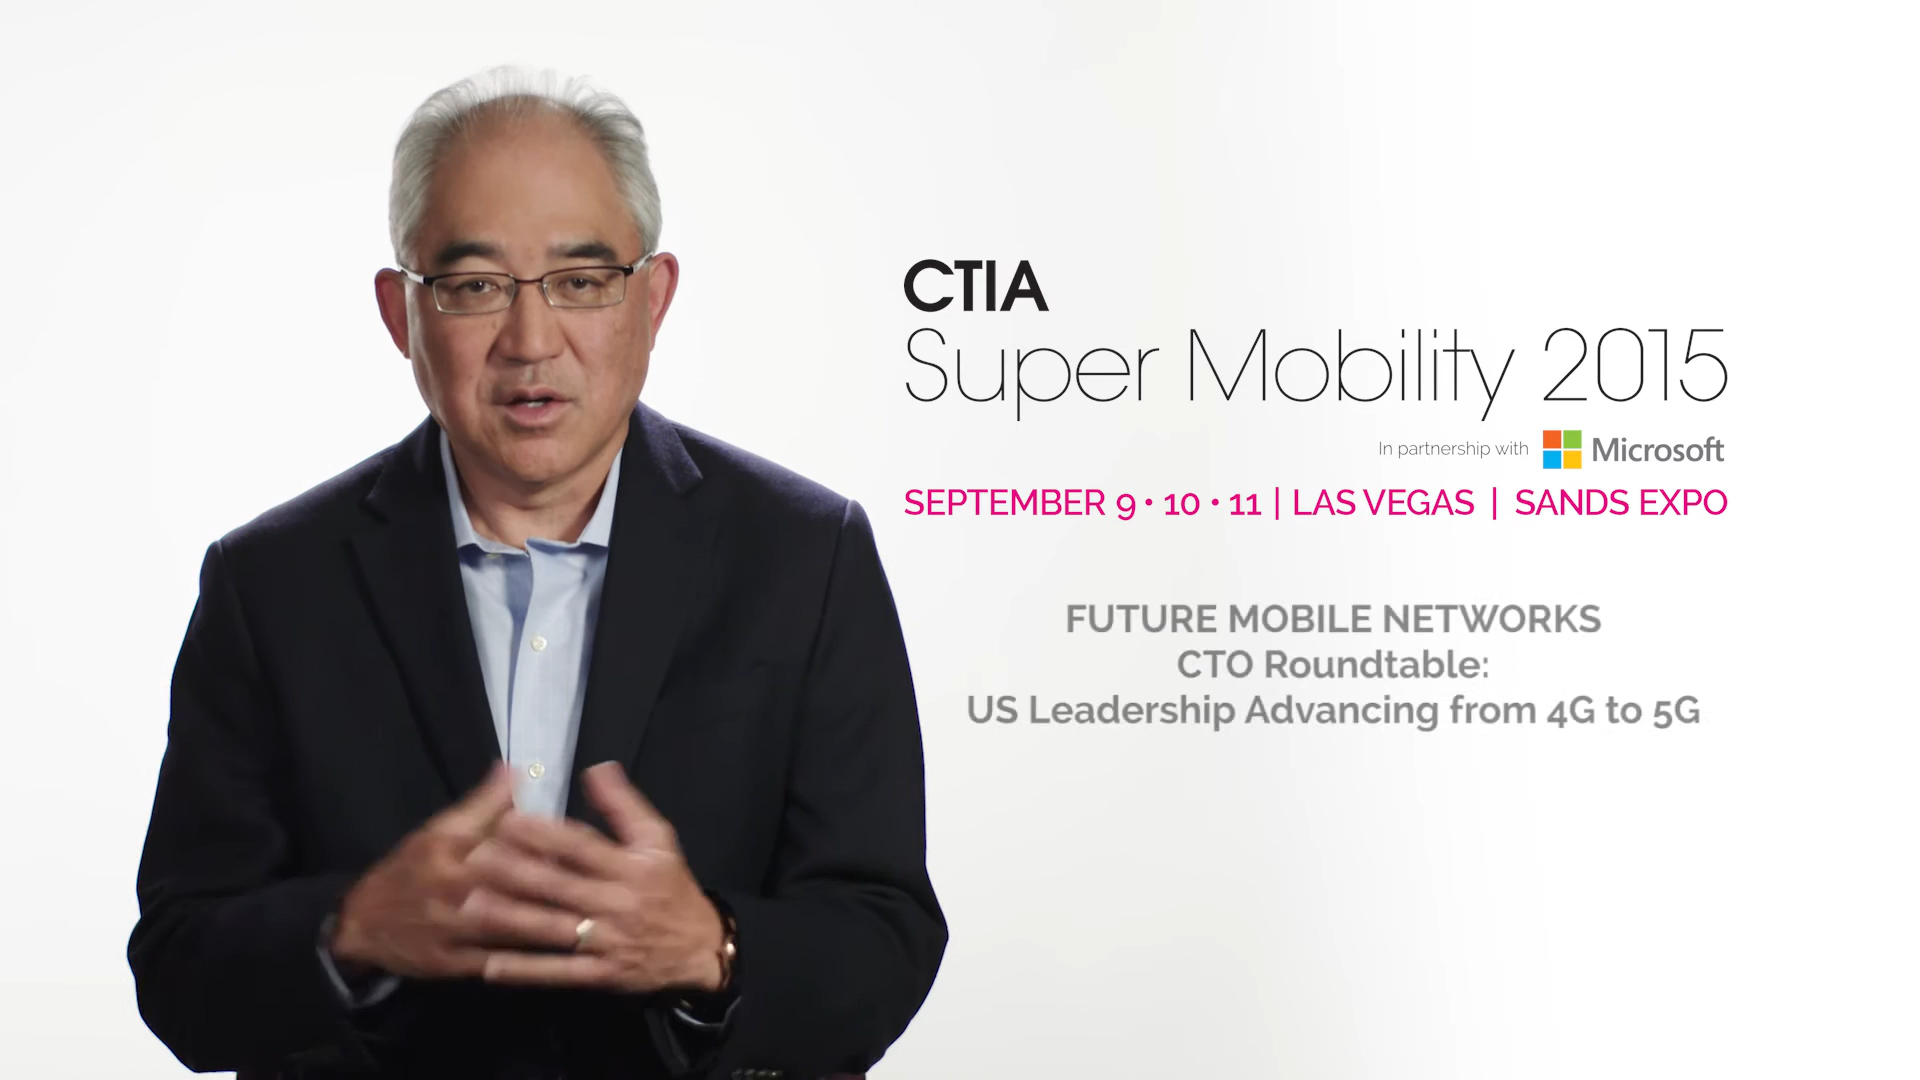 CTIA
Super Mobility 2015
In partnership with Microsoft
SEPTEMBER 9 • 10 • 11 | LAS VEGAS | SANDS EXPO
FUTURE MOBILE NETWORKS
CTO Roundtable:
US Leadership Advancing from 4G to 5G